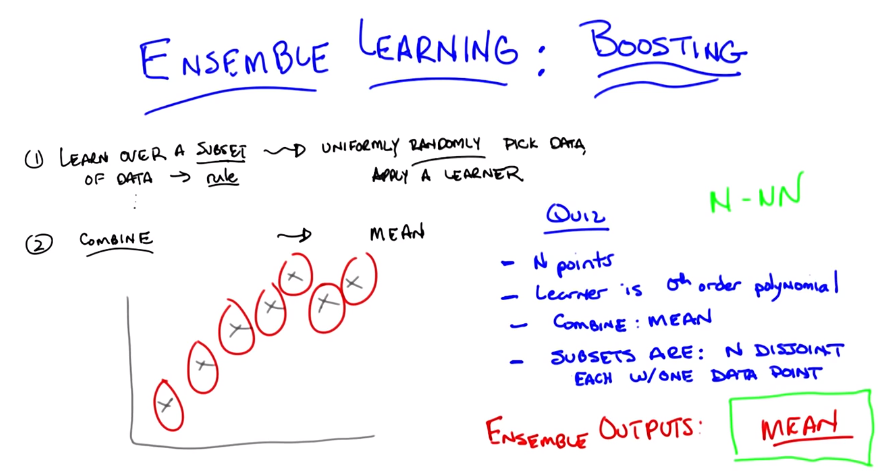 ENSEMBLE LEARNING: BOOSTING
① LEARN OVER A SUBSET → UNIFORMLY RANDOMLY PICK DATA,
OF DATA → rule APPLY A LEARNER
② COMBINE → MEAN
N-NN
QUIZ
- N points
- Learner is 0th order polynomial
- COMBINE: MEAN
- SUBSETS ARE: N DISJOINT
EACH W/ONE DATA POINT
ENSEMBLE OUTPUTS: MEAN